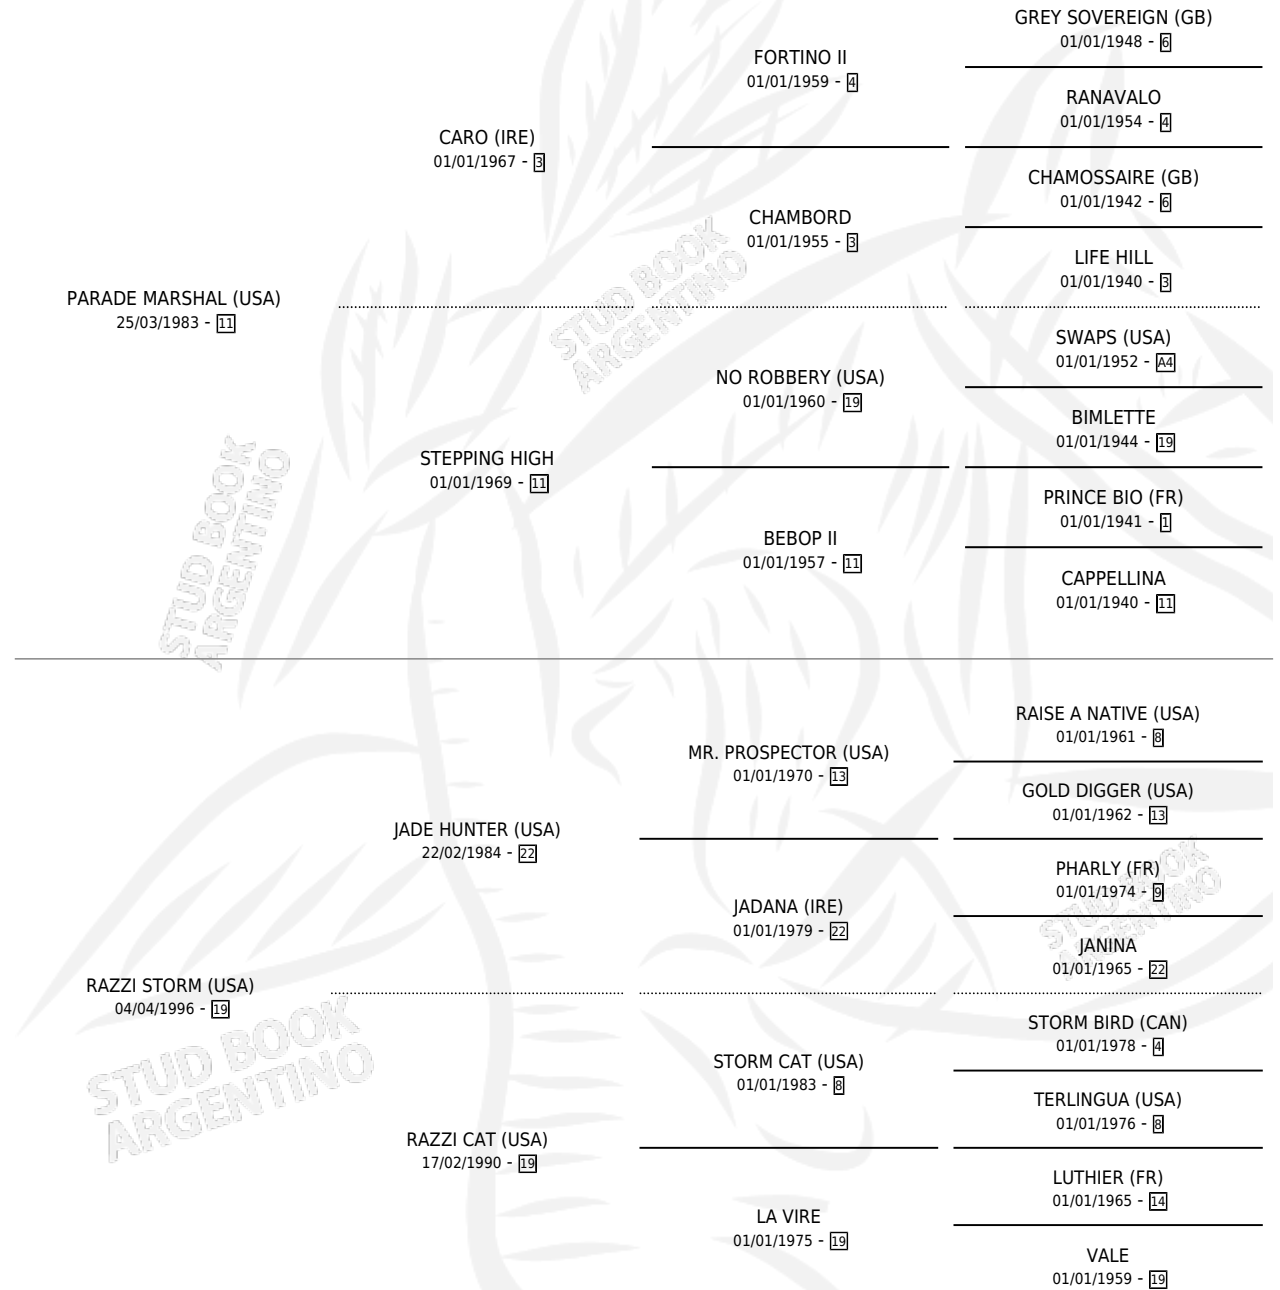 GREY SOVEREIGN (GB)
01/01/1948 - 6
FORTINO II
01/01/1959 - 4
RANAVALO
01/01/1954 - 4
CARO (IRE)
01/01/1967 - 3
CHAMOSSAIRE (GB)
01/01/1942 - 6
CHAMBORD
01/01/1955 - 3
LIFE HILL
01/01/1940 - 3
PARADE MARSHAL (USA)
25/03/1983 - 11
SWAPS (USA)
01/01/1952 - A4
NO ROBBERY (USA)
01/01/1960 - 19
BIMLETTE
01/01/1944 - 19
STEPPING HIGH
01/01/1969 - 11
PRINCE BIO (FR)
01/01/1941 - 1
BEBOP II
01/01/1957 - 11
CAPPELLINA
01/01/1940 - 11
RAISE A NATIVE (USA)
01/01/1961 - 8
MR. PROSPECTOR (USA)
01/01/1970 - 13
GOLD DIGGER (USA)
01/01/1962 - 13
JADE HUNTER (USA)
22/02/1984 - 22
PHARLY (FR)
01/01/1974 - 9
JADANA (IRE)
01/01/1979 - 22
JANINA
01/01/1965 - 22
RAZZI STORM (USA)
04/04/1996 - 19
STORM BIRD (CAN)
01/01/1978 - 4
STORM CAT (USA)
01/01/1983 - 8
TERLINGUA (USA)
01/01/1976 - 8
RAZZI CAT (USA)
17/02/1990 - 19
LUTHIER (FR)
01/01/1965 - 14
LA VIRE
01/01/1975 - 19
VALE
01/01/1959 - 19
STUD BOOK
ARGENTINO
STUD BOOK
ARGENTINO
STUD BOOK
ARGENTINO
STUD BOOK
ARGENTINO